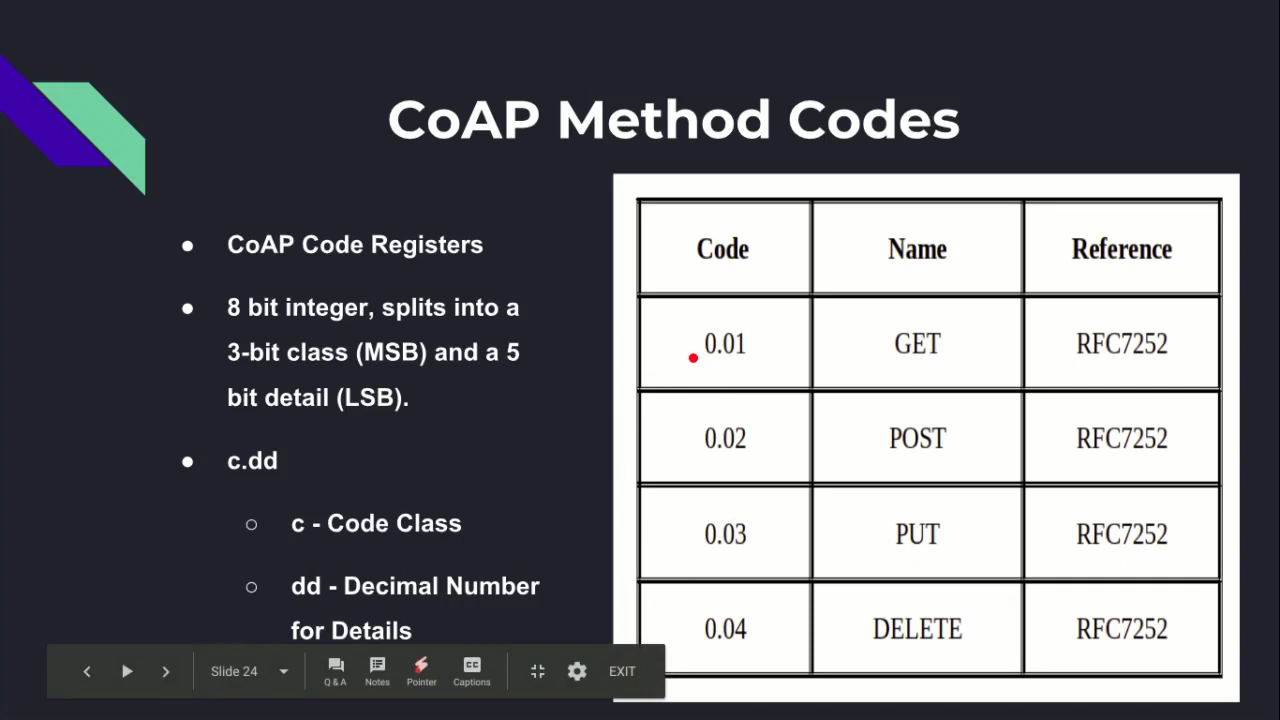 CoAP Method Codes
● CoAP Code Registers
● 8 bit integer, splits into a
3-bit class (MSB) and a 5
bit detail (LSB).
● c.dd
○ c - Code Class
○ dd - Decimal Number
for Details
Code Name Reference
0.01 GET RFC7252
0.02 POST RFC7252
0.03 PUT RFC7252
0.04 DELETE RFC7252
Slide 24 Q & A Notes Pointer CC Captions EXIT